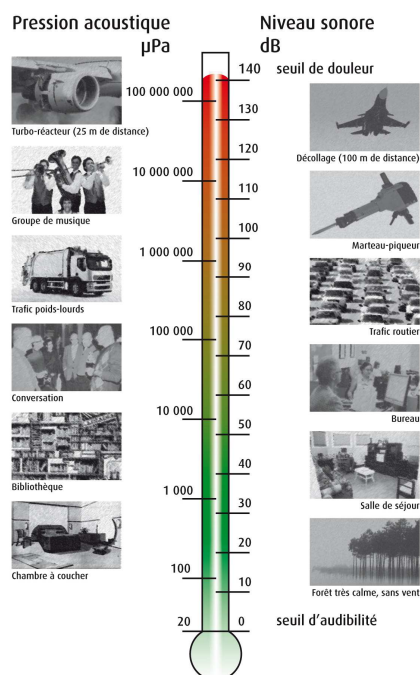 Pression acoustique
µPa
Niveau sonore
dB
140
seuil de douleur
100 000 000
130
Turbo-réacteur (25 m de distance)
120
Décollage (100 m de distance)
10 000 000
110
Groupe de musique
100
Marteau-piqueur
1 000 000
90
Trafic poids-lourds
80
Trafic routier
100 000
70
Conversation
60
10 000
Bureau
50
Bibliothèque
40
1 000
30
Salle de séjour
20
Chambre à coucher
100
10
Forêt très calme, sans vent
20
0
seuil d'audibilité